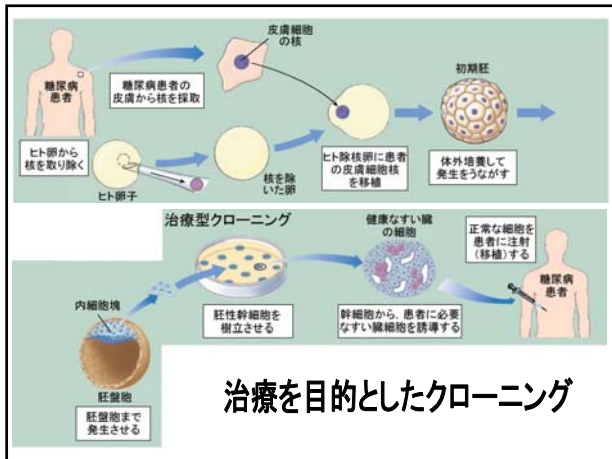 糖尿病
患者
糖尿病患者の
皮膚から核を採取
皮膚細胞
の核
ヒト卵から
核を取り除く
ヒト卵子
核を除
いた卵
ヒト除核卵に患者
の皮膚細胞核
を移植
初期胚
体外培養して
発生をうながす
内細胞塊
胚盤胞
胚盤胞まで
発生させる
治療型クローニング
胚性幹細胞を
樹立させる
健康なすい臓
の細胞
幹細胞から、患者に必要
なすい臓細胞を誘導する
正常な細胞を
患者に注射
(移植)する
糖尿病
患者
治療を目的としたクローニング